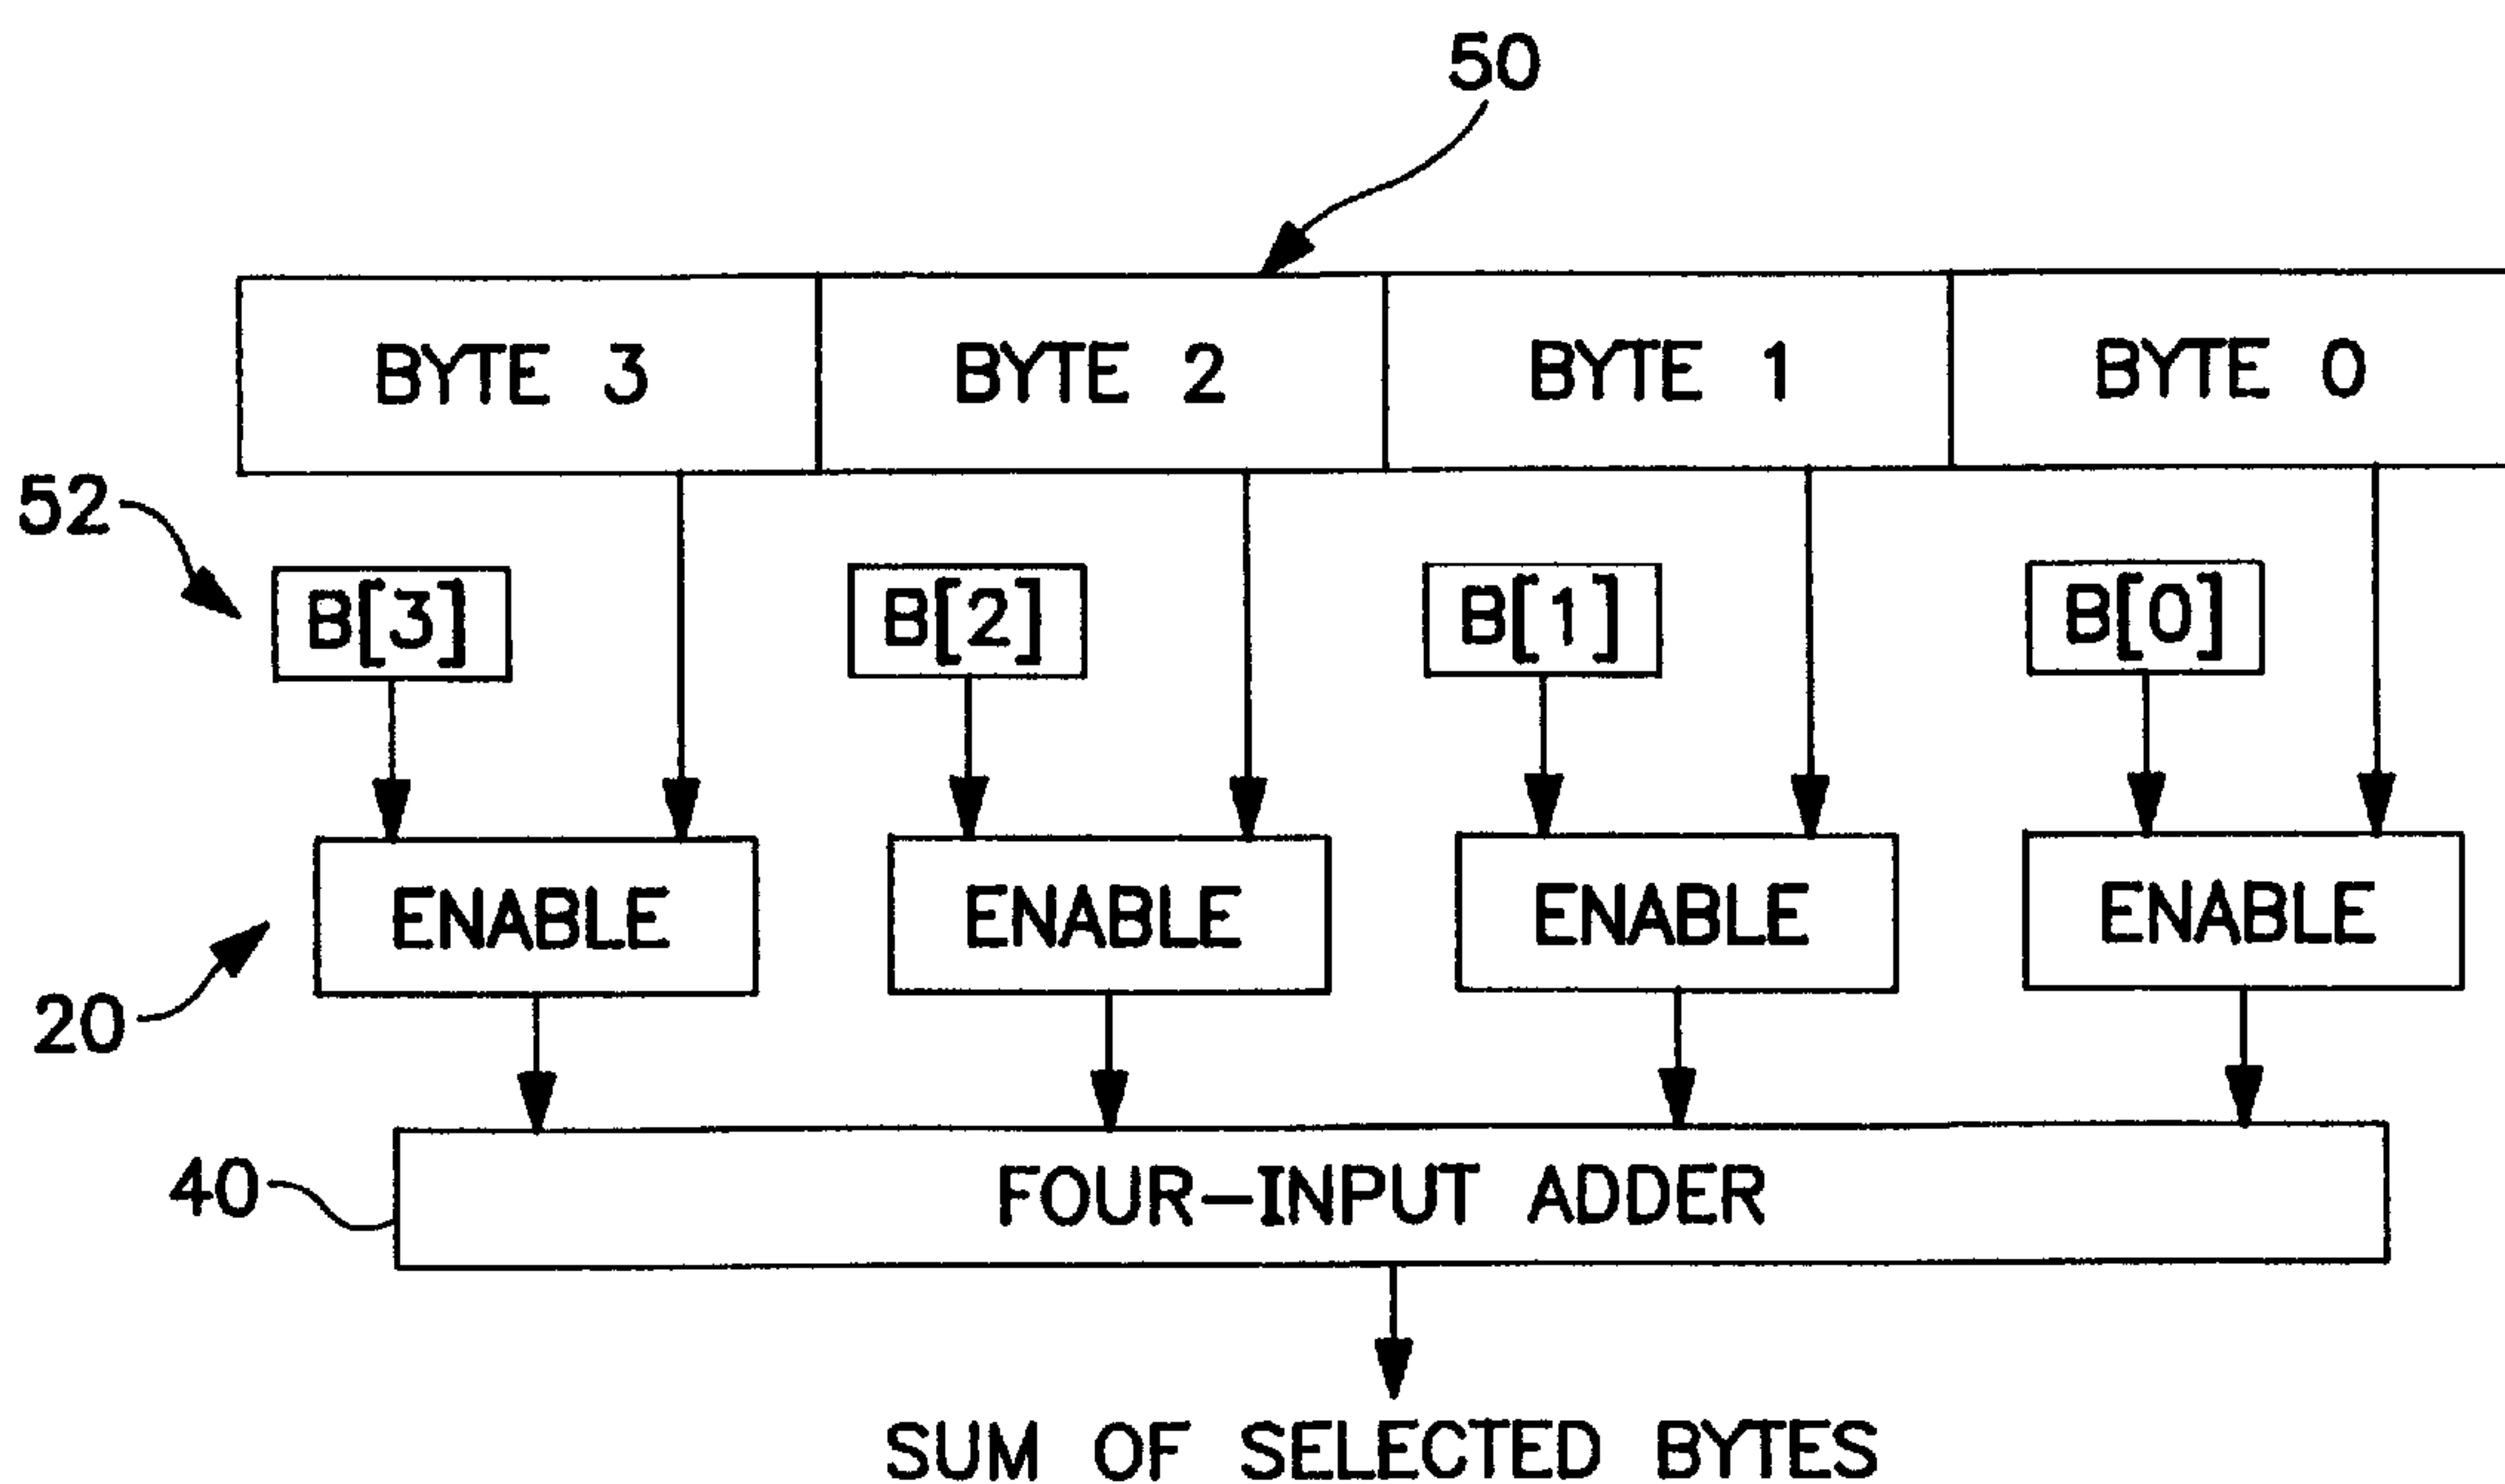 50
BYTE 3 BYTE 2 BYTE 1 BYTE 0
52
B[3] B[2] B[1] B[0]
ENABLE ENABLE ENABLE ENABLE
20
40
FOUR-INPUT ADDER
SUM OF SELECTED BYTES